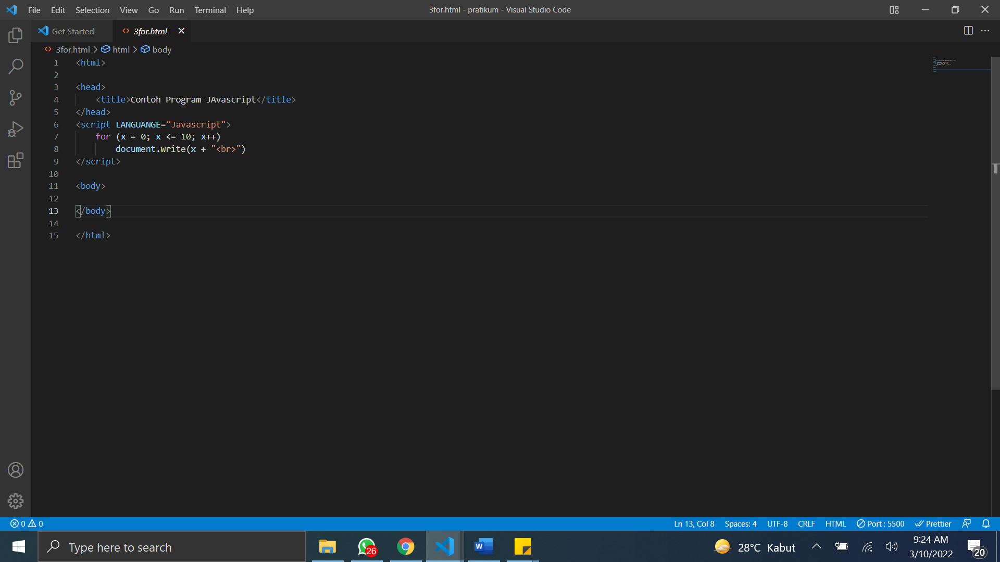 File Edit Selection View Go Run Terminal Help
3for.html - pratikum - Visual Studio Code
Get Started
3for.html
3for.html > html > body
1 <html>
2
3 <head>
4 <title>Contoh Program JAvascript</title>
5 </head>
6 <script LANGUANGE="Javascript">
7 for (x = 0; x <= 10; x++)
8 document.write(x + "<br>")
9 </script>
10
11 <body>
12
13 </body>
14
15 </html>
0 0
Ln 13, Col 8 Spaces: 4 UTF-8 CRLF HTML Port : 5500 Prettier
Type here to search
26
W
28°C Kabut
9:24 AM
3/10/2022
20